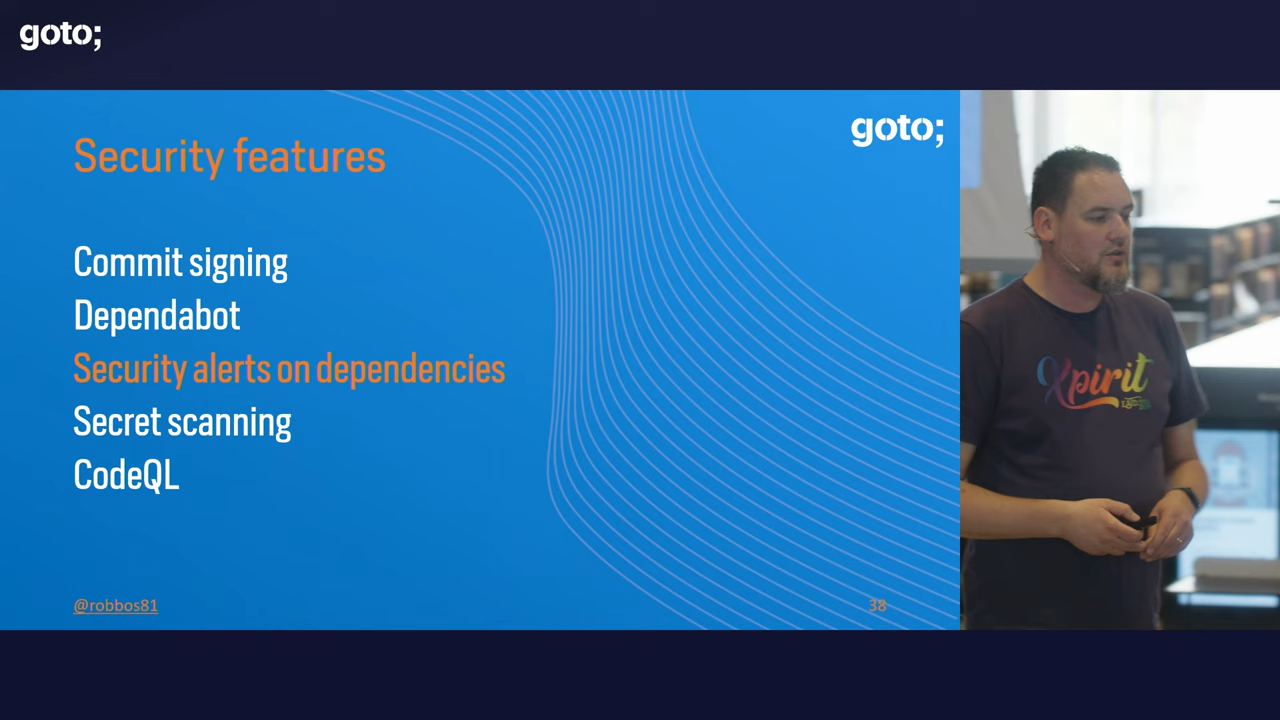 goto;
goto;
Security features
Commit signing
Dependabot
Security alerts on dependencies
Secret scanning
CodeQL
@robbos81
38
Xpirit